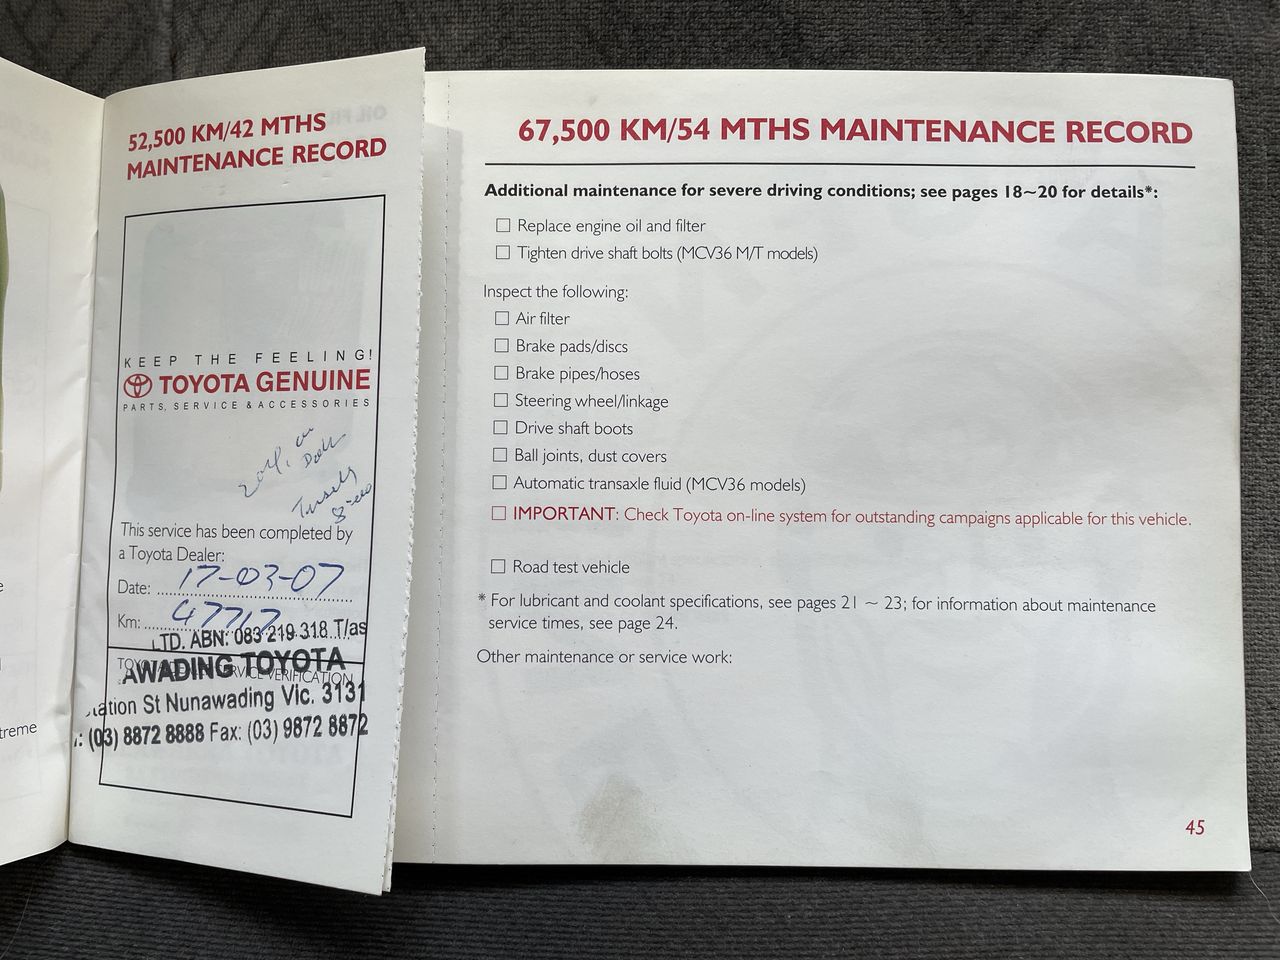 52,500 KM/42 MTHS
MAINTENANCE RECORD
KEEP THE FEELING!
TOYOTA GENUINE
PARTS, SERVICE & ACCESSORIES
This service has been completed by
a Toyota Dealer:
Date: 17-03-07
Km: 47717
LTD. ABN: 083 219 318 T/as
AWADING TOYOTA
VERIFICATION
ation St Nunawading Vic. 3131
: (03) 8872 8888 Fax: (03) 9872 8872
e
treme
67,500 KM/54 MTHS MAINTENANCE RECORD
Additional maintenance for severe driving conditions; see pages 18~20 for details*:
Replace engine oil and filter
Tighten drive shaft bolts (MCV36 M/T models)
Inspect the following:
Air filter
Brake pads/discs
Brake pipes/hoses
Steering wheel/linkage
Drive shaft boots
Ball joints, dust covers
Automatic transaxle fluid (MCV36 models)
IMPORTANT: Check Toyota on-line system for outstanding campaigns applicable for this vehicle.
Road test vehicle
* For lubricant and coolant specifications, see pages 21 ~ 23; for information about maintenance
service times, see page 24.
Other maintenance or service work:
45